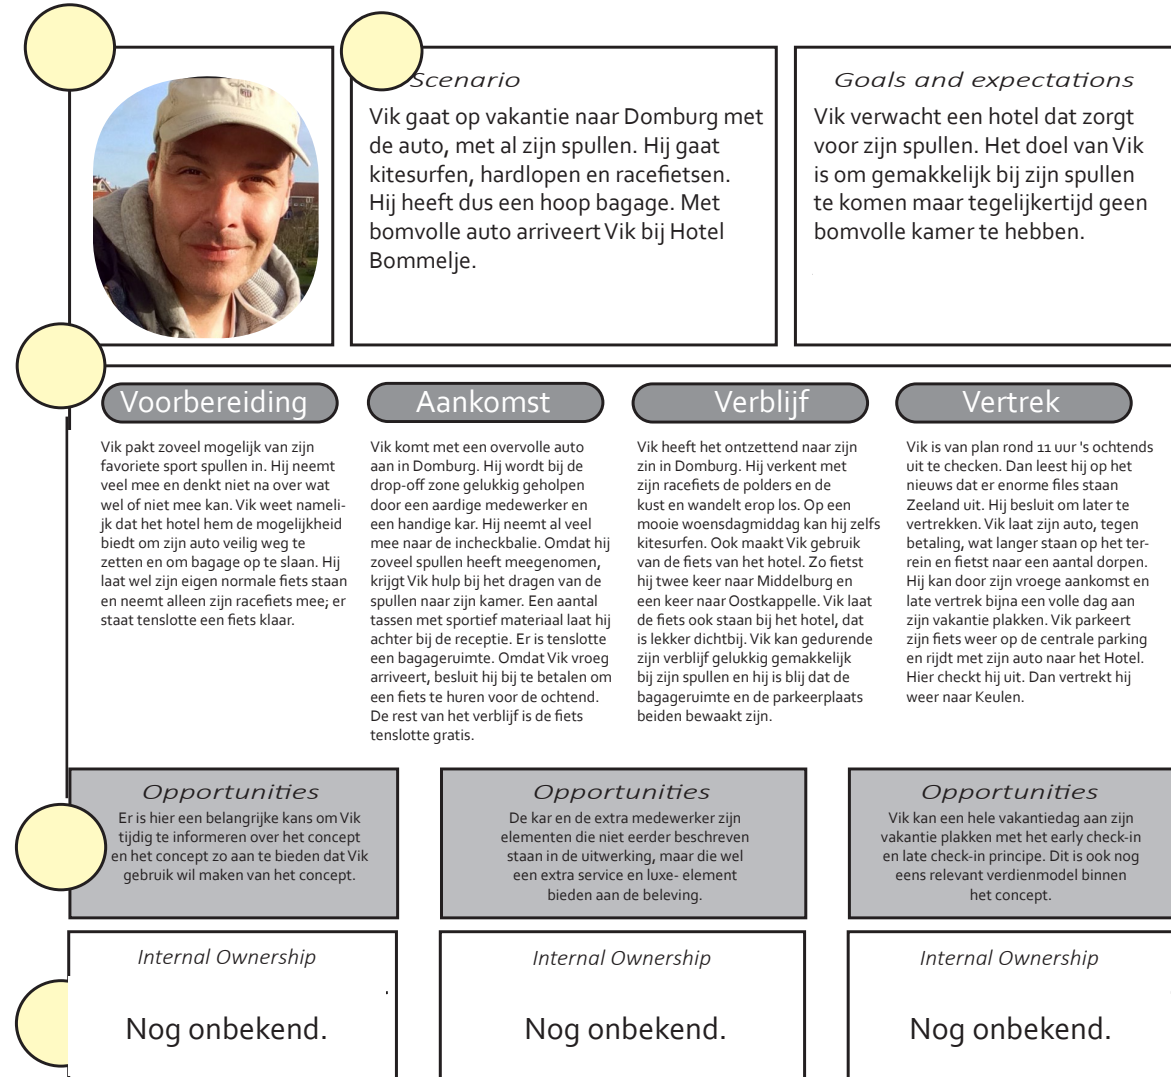 Scenario
Vik gaat op vakantie naar Domburg met
de auto, met al zijn spullen. Hij gaat
kitesurfen, hardlopen en racefietsen.
Hij heeft dus een hoop bagage. Met
bomvolle auto arriveert Vik bij Hotel
Bommelje.
Goals and expectations
Vik verwacht een hotel dat zorgt
voor zijn spullen. Het doel van Vik
is om gemakkelijk bij zijn spullen
te komen maar tegelijkertijd geen
bomvolle kamer te hebben.
Voorbereiding
Vik pakt zoveel mogelijk van zijn
favoriete sport spullen in. Hij neemt
veel mee en denkt niet na over wat
wel of niet mee kan. Vik weet nameli-
jk dat het hotel hem de mogelijkheid
biedt om zijn auto veilig weg te
zetten en om bagage op te slaan. Hij
laat wel zijn eigen normale fiets staan
en neemt alleen zijn racefiets mee; er
staat tenslotte een fiets klaar.
Aankomst
Vik komt met een overvolle auto
aan in Domburg. Hij wordt bij de
drop-off zone gelukkig geholpen
door een aardige medewerker en
een handige kar. Hij neemt al veel
mee naar de incheckbalie. Omdat hij
zoveel spullen heeft meegenomen,
krijgt Vik hulp bij het dragen van de
spullen naar zijn kamer. Een aantal
tassen met sportief materiaal laat hij
achter bij de receptie. Er is tenslotte
een bagageruimte. Omdat Vik vroeg
arriveert, besluit hij bij te betalen om
een fiets te huren voor de ochtend.
De rest van het verblijf is de fiets
tenslotte gratis.
Verblijf
Vik heeft het ontzettend naar zijn
zin in Domburg. Hij verkent met
zijn racefiets de polders en de
kust en wandelt erop los. Op een
mooie woensdagmiddag kan hij zelfs
kitesurfen. Ook maakt Vik gebruik
van de fiets van het hotel. Zo fietst
hij twee keer naar Middelburg en
een keer naar Oostkappelle. Vik laat
de fiets ook staan bij het hotel, dat
is lekker dichtbij. Vik kan gedurende
zijn verblijf gelukkig gemakkelijk
bij zijn spullen en hij is blij dat de
bagageruimte en de parkeerplaats
beiden bewaakt zijn.
Vertrek
Vik is van plan rond 11 uur 's ochtends
uit te checken. Dan leest hij op het
nieuws dat er enorme files staan
Zeeland uit. Hij besluit om later te
vertrekken. Vik laat zijn auto, tegen
betaling, wat langer staan op het ter-
rein en fietst naar een aantal dorpen.
Hij kan door zijn vroege aankomst en
late vertrek bijna een volle dag aan
zijn vakantie plakken. Vik parkeert
zijn fiets weer op de centrale parking
en rijdt met zijn auto naar het Hotel.
Hier checkt hij uit. Dan vertrekt hij
weer naar Keulen.
Opportunities
Er is hier een belangrijke kans om Vik
tijdig te informeren over het concept
en het concept zo aan te bieden dat Vik
gebruik wil maken van het concept.
Opportunities
De kar en de extra medewerker zijn
elementen die niet eerder beschreven
staan in de uitwerking, maar die wel
een extra service en luxe- element
bieden aan de beleving.
Opportunities
Vik kan een hele vakantiedag aan zijn
vakantie plakken met het early check-in
en late check-in principe. Dit is ook nog
eens relevant verdienmodel binnen
het concept.
Internal Ownership
Nog onbekend.
Internal Ownership
Nog onbekend.
Internal Ownership
Nog onbekend.